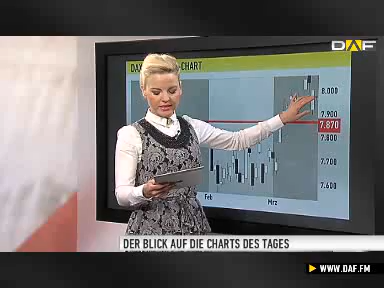 DAF
DAX -CHART
8.000
7.900
7.870
7.800
7.700
7.600
Feb
Mrz
DER BLICK AUF DIE CHARTS DES TAGES
WWW.DAF.FM